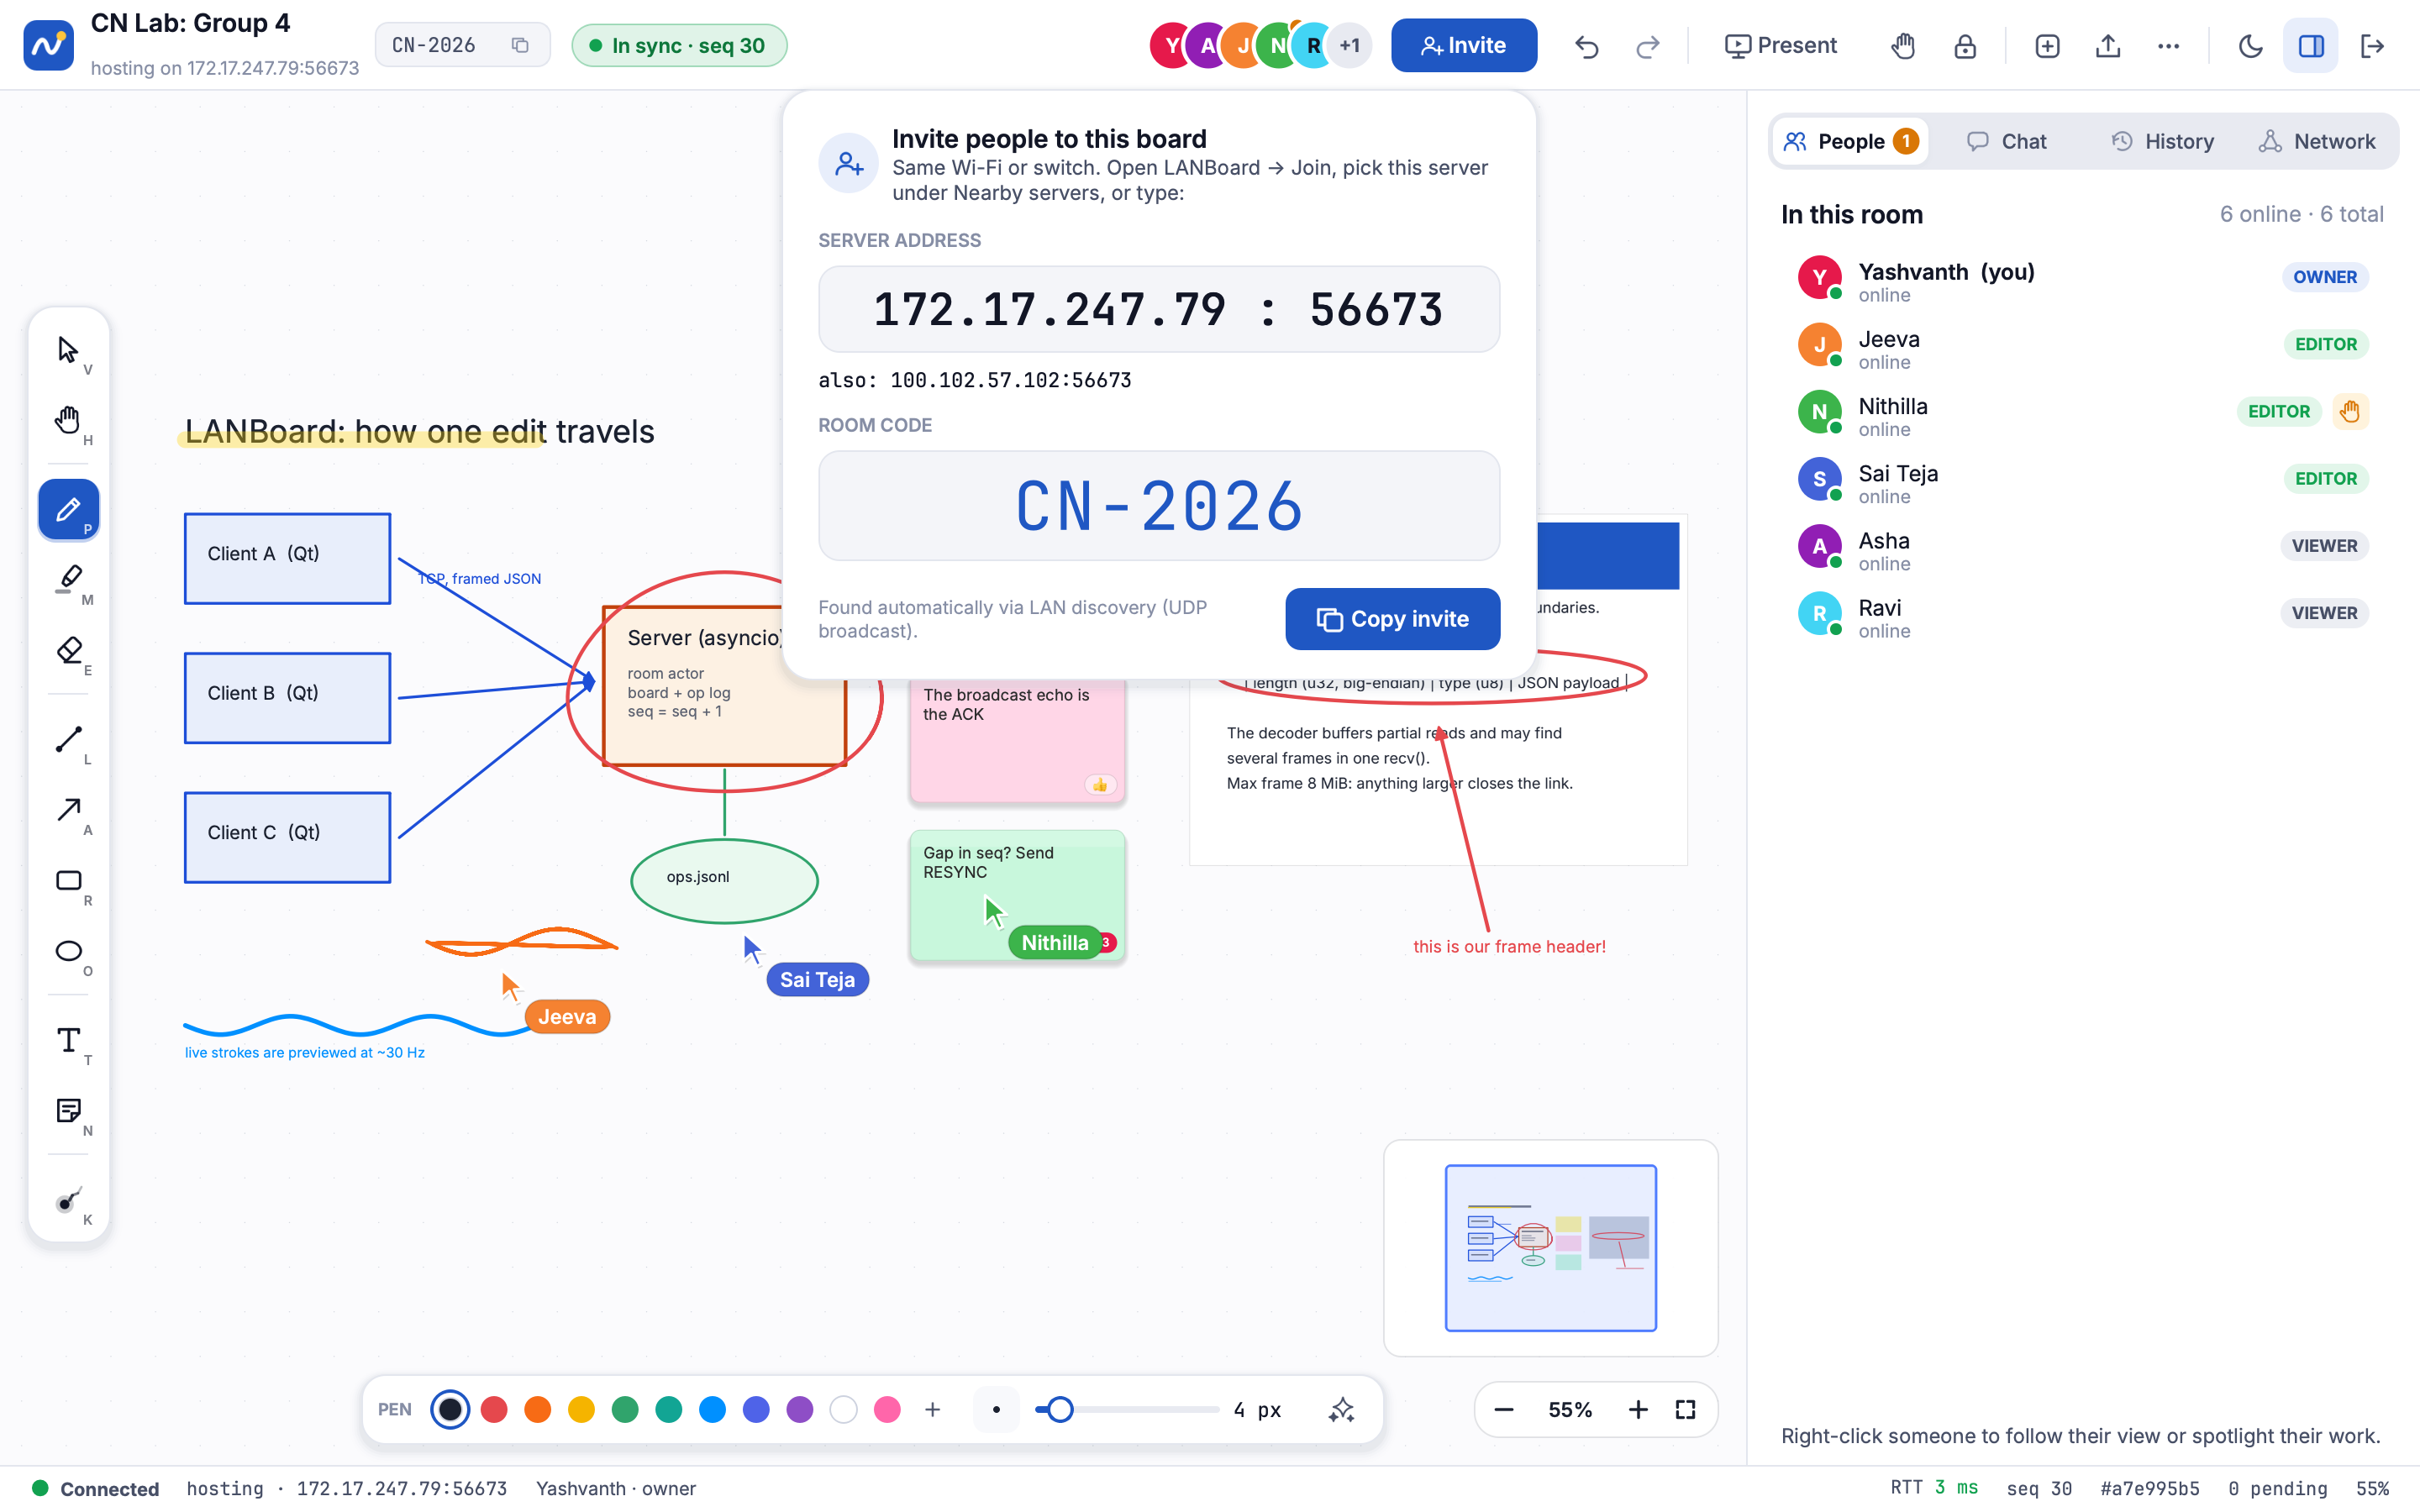 CN Lab: Group 4
hosting on 172.17.247.79:56673
CN-2026
In sync · seq 30
Y A J N R +1
Invite
Present
Invite people to this board
Same Wi-Fi or switch. Open LANBoard → Join, pick this server
under Nearby servers, or type:
SERVER ADDRESS
172.17.247.79 : 56673
also: 100.102.57.102:56673
ROOM CODE
CN-2026
Found automatically via LAN discovery (UDP
broadcast).
Copy invite
People 1
Chat
History
Network
In this room
6 online · 6 total
Y Yashvanth (you)
online
OWNER
J Jeeva
online
EDITOR
N Nithilla
online
EDITOR
S Sai Teja
online
EDITOR
A Asha
online
VIEWER
R Ravi
online
VIEWER
Right-click someone to follow their view or spotlight their work.
V
H
P
M
E
L
A
R
O
T
N
K
LANBoard: how one edit travels
Client A (Qt)
TCP, framed JSON
Client B (Qt)
Client C (Qt)
Server (asyncio)
room actor
board + op log
seq = seq + 1
ops.jsonl
The broadcast echo is
the ACK
👍
Gap in seq? Send
RESYNC
Nithilla
3
Sai Teja
Jeeva
live strokes are previewed at ~30 Hz
undaries.
| length (u32, big-endian) | type (u8) | JSON payload |
The decoder buffers partial reads and may find
several frames in one recv().
Max frame 8 MiB: anything larger closes the link.
this is our frame header!
PEN
4 px
55%
Connected
hosting · 172.17.247.79:56673
Yashvanth · owner
RTT 3 ms
seq 30
#a7e995b5
0 pending
55%